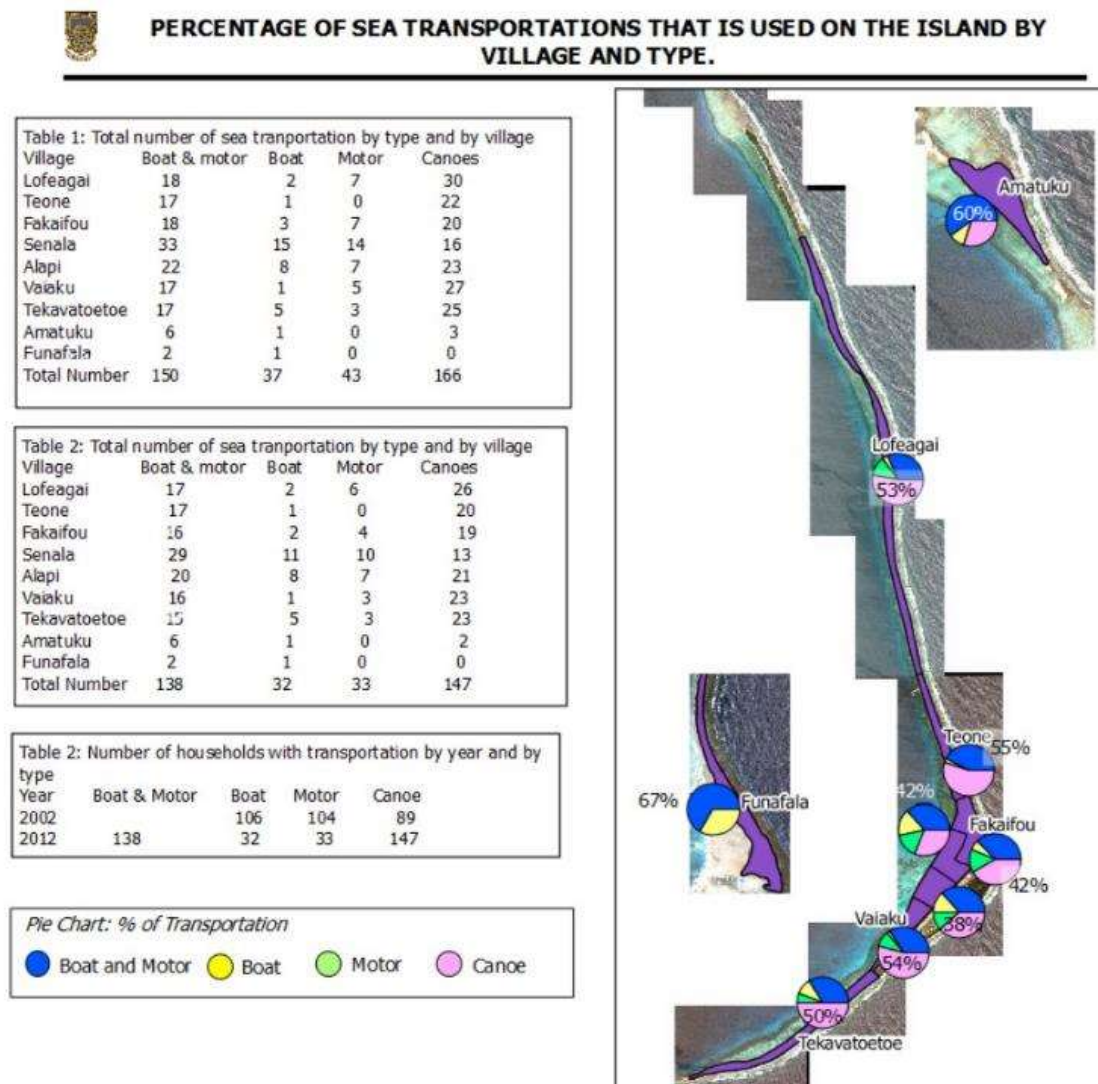 PERCENTAGE OF SEA TRANSPORTATIONS THAT IS USED ON THE ISLAND BY
VILLAGE AND TYPE.
Table 1: Total number of sea tranportation by type and by village
Village Boat & motor Boat Motor Canoes
Lofeagai 18 2 7 30
Teone 17 1 0 22
Fakaifou 18 3 7 20
Senala 33 15 14 16
Alapi 22 8 7 23
Vaiaku 17 1 5 27
Tekavatoetoe 17 5 3 25
Amatuku 6 1 0 3
Funafala 2 1 0 0
Total Number 150 37 43 166
Table 2: Total number of sea tranportation by type and by village
Village Boat & motor Boat Motor Canoes
Lofeagai 17 2 6 26
Teone 17 1 0 20
Fakaifou 16 2 4 19
Senala 29 11 10 13
Alapi 20 8 7 21
Vaiaku 16 1 3 23
Tekavatoetoe 15 5 3 23
Amatuku 6 1 0 2
Funafala 2 1 0 0
Total Number 138 32 33 147
Table 2: Number of households with transportation by year and by
type
Year Boat & Motor Boat Motor Canoe
2002 106 104 89
2012 138 32 33 147
Pie Chart: % of Transportation
Boat and Motor Boat Motor Canoe
Amatuku
60%
Lofeagai
53%
Teone
55%
42%
67%
Funafala
Fakaifou
42%
Vaiaku
38%
54%
50%
Tekavatoetoe